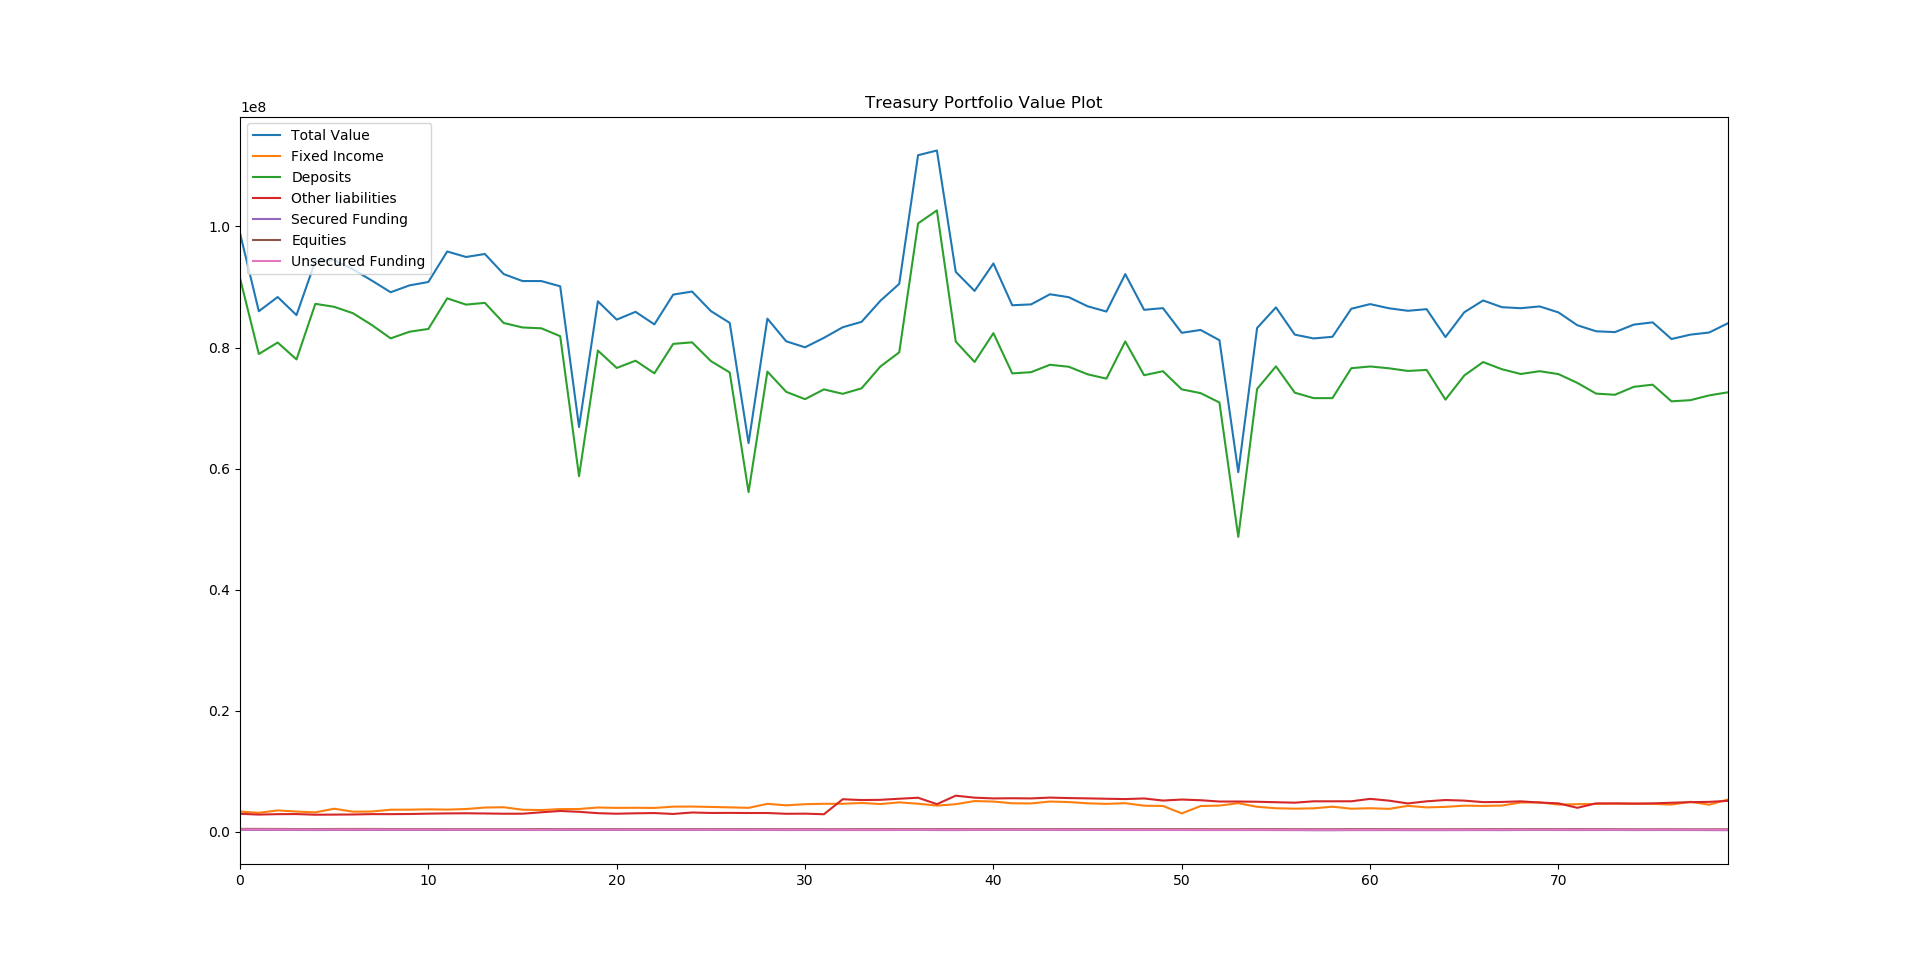 Treasury Portfolio Value Plot
1e8
Total Value
Fixed Income
Deposits
Other liabilities
Secured Funding
Equities
Unsecured Funding
1.0
0.8
0.6
0.4
0.2
0.0
0 10 20 30 40 50 60 70